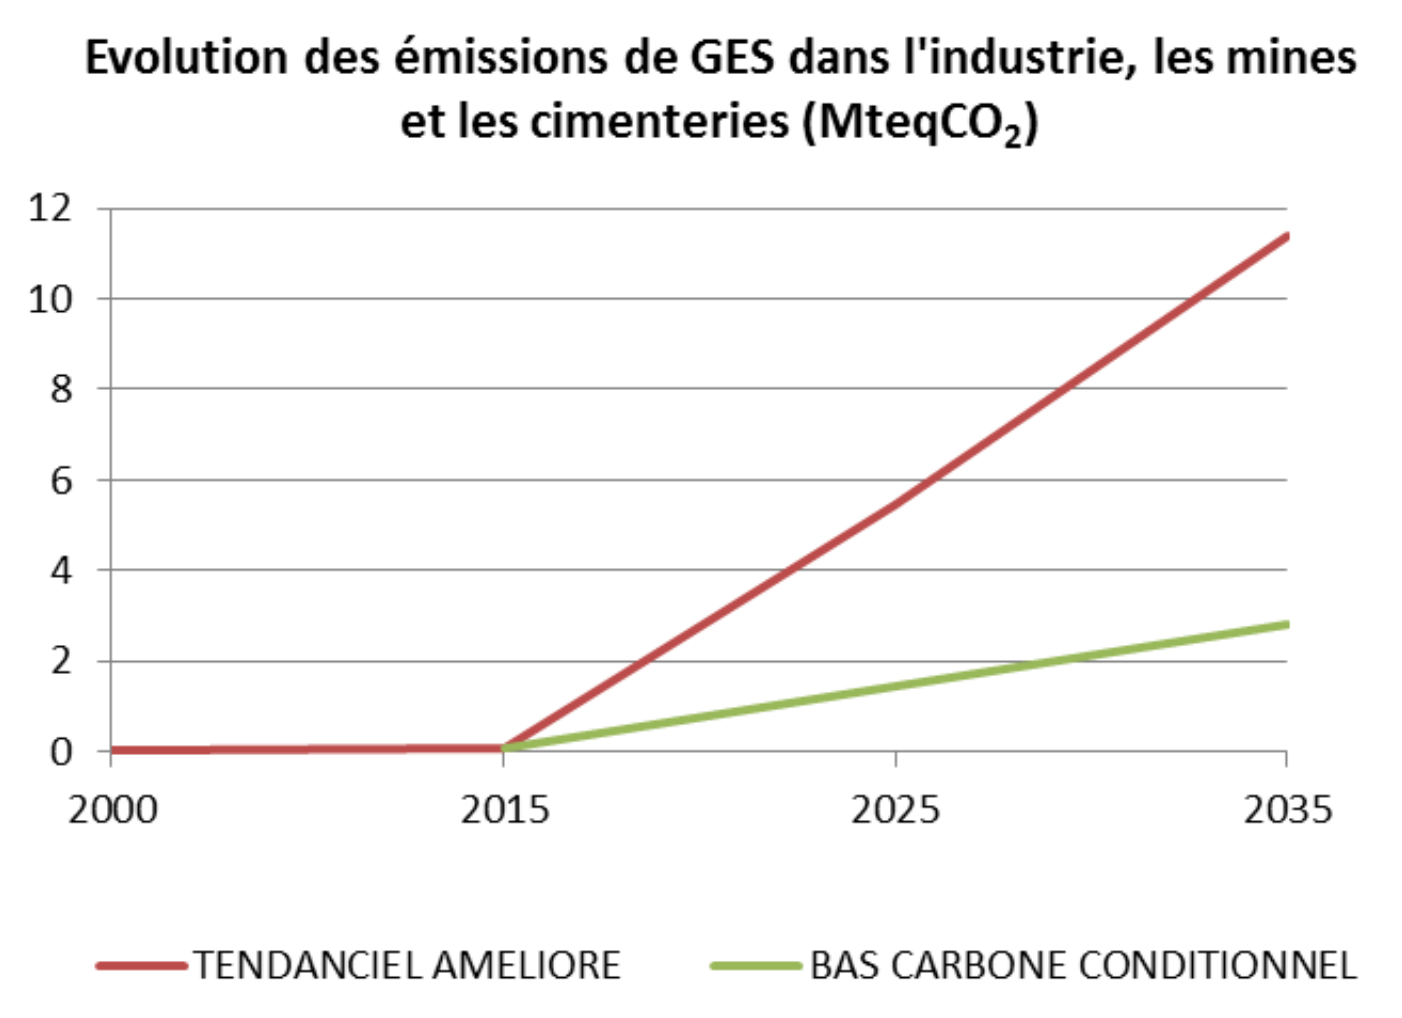 Evolution des émissions de GES dans l'industrie, les mines
et les cimenteries (MteqCO₂)
12
10
8
6
4
2
0
2000 2015 2025 2035
TENDANCIEL AMELIORE BAS CARBONE CONDITIONNEL